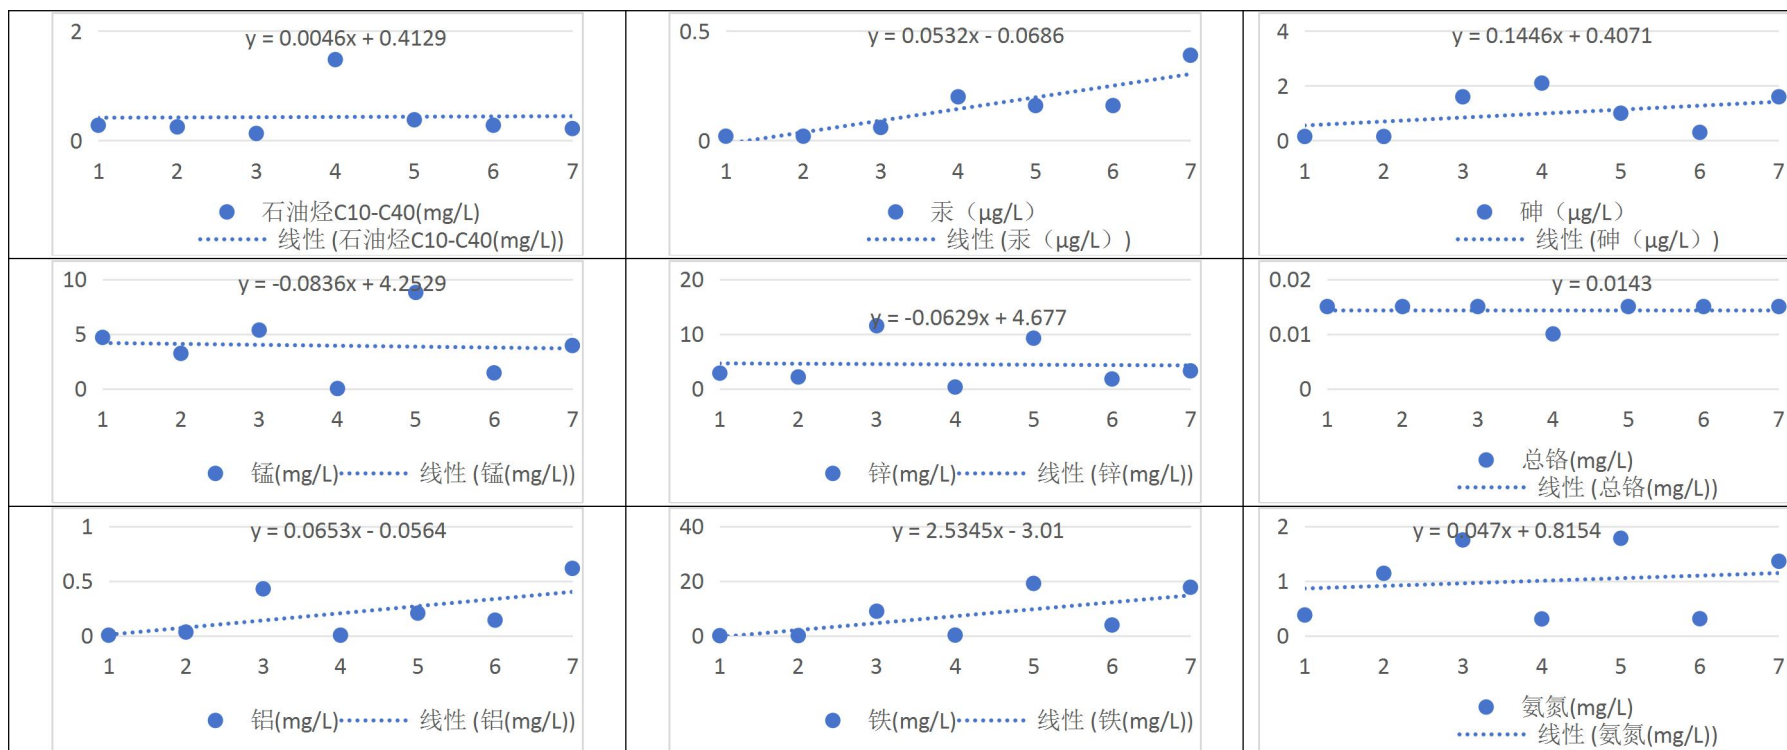 y = 0.0046x + 0.4129
2
0
1 2 3 4 5 6 7
石油烃C10-C40(mg/L)
线性 (石油烃C10-C40(mg/L))
y = 0.0532x - 0.0686
0.5
0
1 2 3 4 5 6 7
汞（μg/L）
线性 (汞（μg/L）)
y = 0.1446x + 0.4071
4
2
0
1 2 3 4 5 6 7
砷（μg/L）
线性 (砷（μg/L）)
y = -0.0836x + 4.2529
10
5
0
1 2 3 4 5 6 7
锰(mg/L) 线性 (锰(mg/L))
20
y = -0.0629x + 4.677
10
0
1 2 3 4 5 6 7
锌(mg/L) 线性 (锌(mg/L))
0.02
y = 0.0143
0.01
0
1 2 3 4 5 6 7
总铬(mg/L)
线性 (总铬(mg/L))
1
y = 0.0653x - 0.0564
0.5
0
1 2 3 4 5 6 7
铝(mg/L) 线性 (铝(mg/L))
40
y = 2.5345x - 3.01
20
0
1 2 3 4 5 6 7
铁(mg/L) 线性 (铁(mg/L))
2
y = 0.047x + 0.8154
1
0
1 2 3 4 5 6 7
氨氮(mg/L)
线性 (氨氮(mg/L))